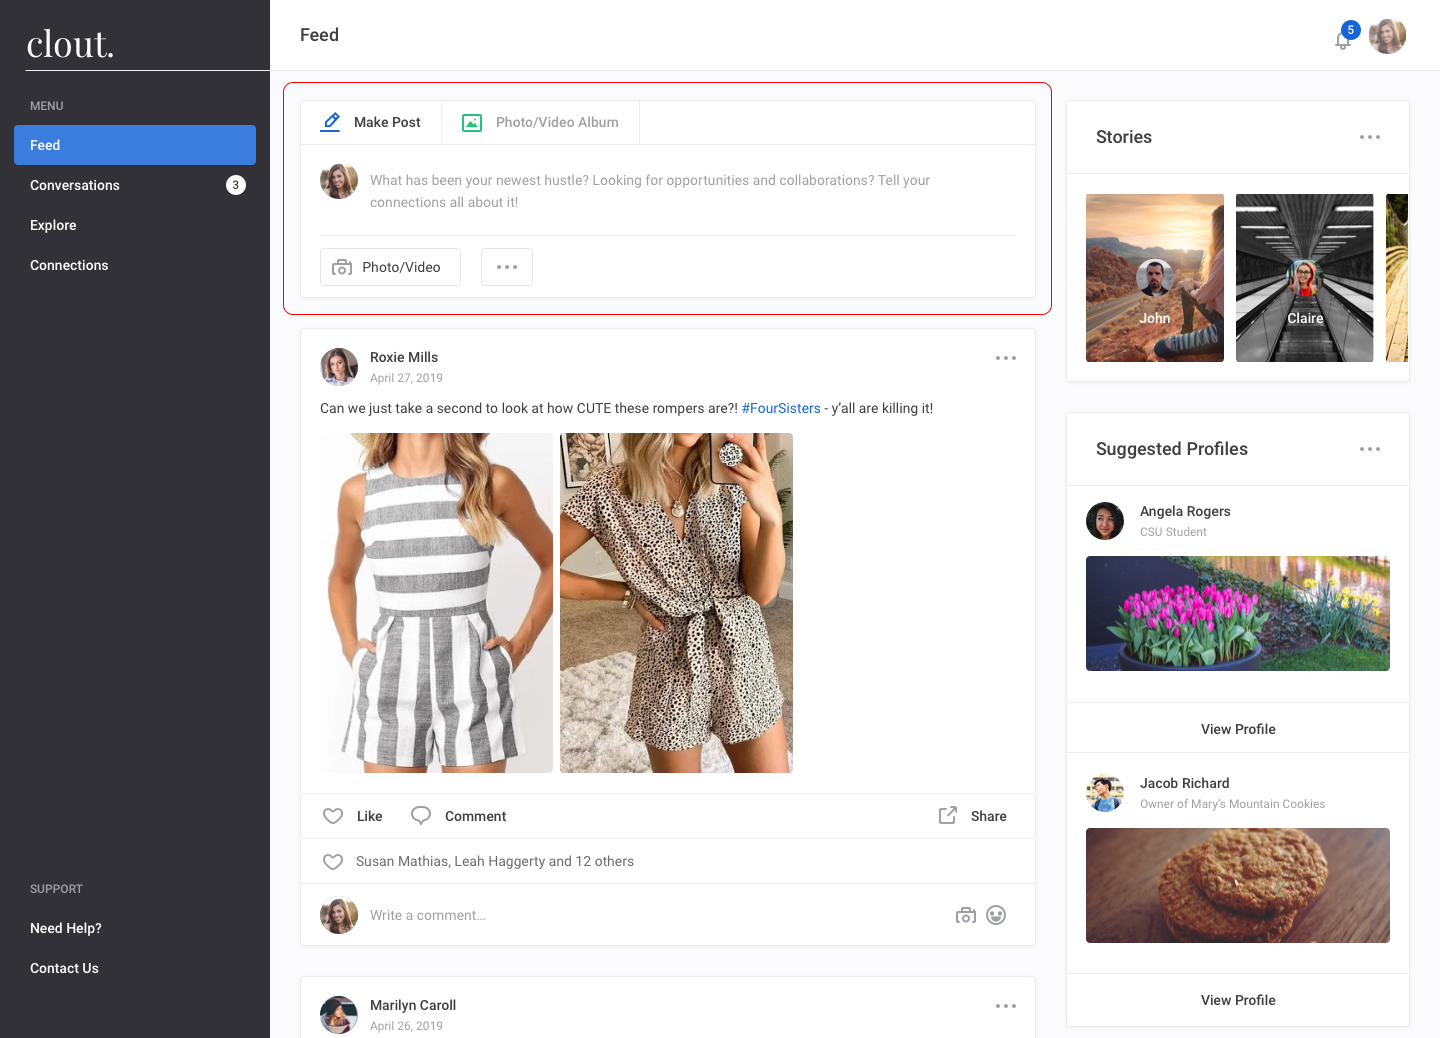 clout.
MENU
Feed
Conversations
3
Explore
Connections
SUPPORT
Need Help?
Contact Us
Feed
5
Make Post
Photo/Video Album
What has been your newest hustle? Looking for opportunities and collaborations? Tell your
connections all about it!
Photo/Video
Roxie Mills
April 27, 2019
Can we just take a second to look at how CUTE these rompers are?! #FourSisters - y’all are killing it!
Like
Comment
Share
Susan Mathias, Leah Haggerty and 12 others
Write a comment...
Marilyn Caroll
April 26, 2019
Stories
John
Claire
Suggested Profiles
Angela Rogers
CSU Student
View Profile
Jacob Richard
Owner of Mary’s Mountain Cookies
View Profile